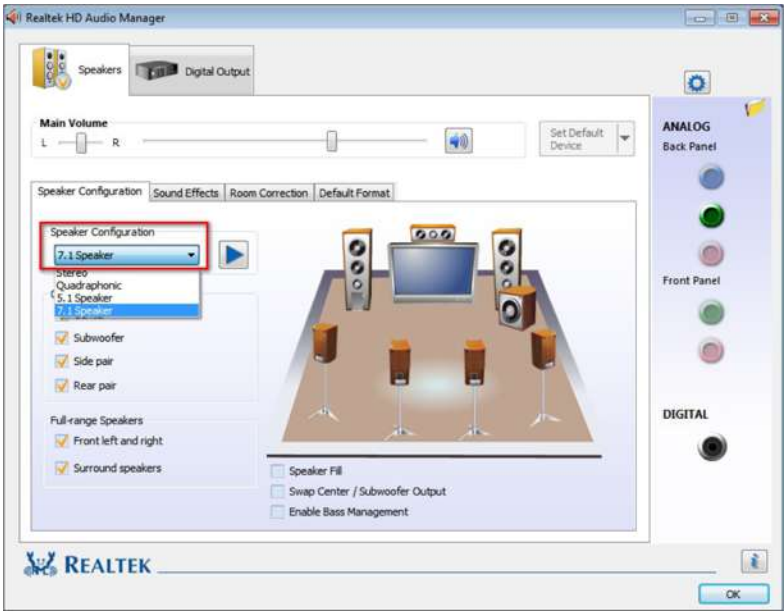 Realtek HD Audio Manager
Speakers
Digital Output
Main Volume
L
R
Set Default
Device
ANALOG
Back Panel
Speaker Configuration
Sound Effects
Room Correction
Default Format
Speaker Configuration
7.1 Speaker
Stereo
Quadraphonic
5.1 Speaker
7.1 Speaker
Subwoofer
Side pair
Rear pair
Front Panel
Full-range Speakers
Front left and right
Surround speakers
Speaker Fill
Swap Center / Subwoofer Output
Enable Bass Management
DIGITAL
REALTEK
i
OK